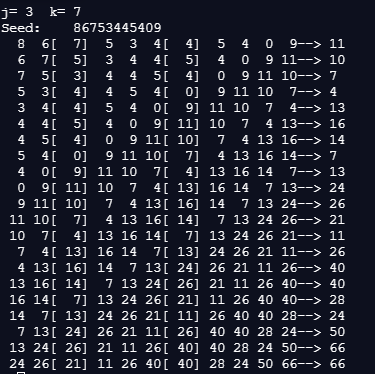 j= 3 k= 7
Seed: 86753445409
8 6[ 7] 5 3 4[ 4] 5 4 0 9--> 11
6 7[ 5] 3 4 4[ 5] 4 0 9 11--> 10
7 5[ 3] 4 4 5[ 4] 0 9 11 10--> 7
5 3[ 4] 4 5 4[ 0] 9 11 10 7--> 4
3 4[ 4] 5 4 0[ 9] 11 10 7 4--> 13
4 4[ 5] 4 0 9[ 11] 10 7 4 13--> 16
4 5[ 4] 0 9 11[ 10] 7 4 13 16--> 14
5 4[ 0] 9 11 10[ 7] 4 13 16 14--> 7
4 0[ 9] 11 10 7[ 4] 13 16 14 7--> 13
0 9[ 11] 10 7 4[ 13] 16 14 7 13--> 24
9 11[ 10] 7 4 13[ 16] 14 7 13 24--> 26
11 10[ 7] 4 13 16[ 14] 7 13 24 26--> 21
10 7[ 4] 13 16 14[ 7] 13 24 26 21--> 11
7 4[ 13] 16 14 7[ 13] 24 26 21 11--> 26
4 13[ 16] 14 7 13[ 24] 26 21 11 26--> 40
13 16[ 14] 7 13 24[ 26] 21 11 26 40--> 40
16 14[ 7] 13 24 26[ 21] 11 26 40 40--> 28
14 7[ 13] 24 26 21[ 11] 26 40 40 28--> 24
7 13[ 24] 26 21 11[ 26] 40 40 28 24--> 50
13 24[ 26] 21 11 26[ 40] 40 28 24 50--> 66
24 26[ 21] 11 26 40[ 40] 28 24 50 66--> 66